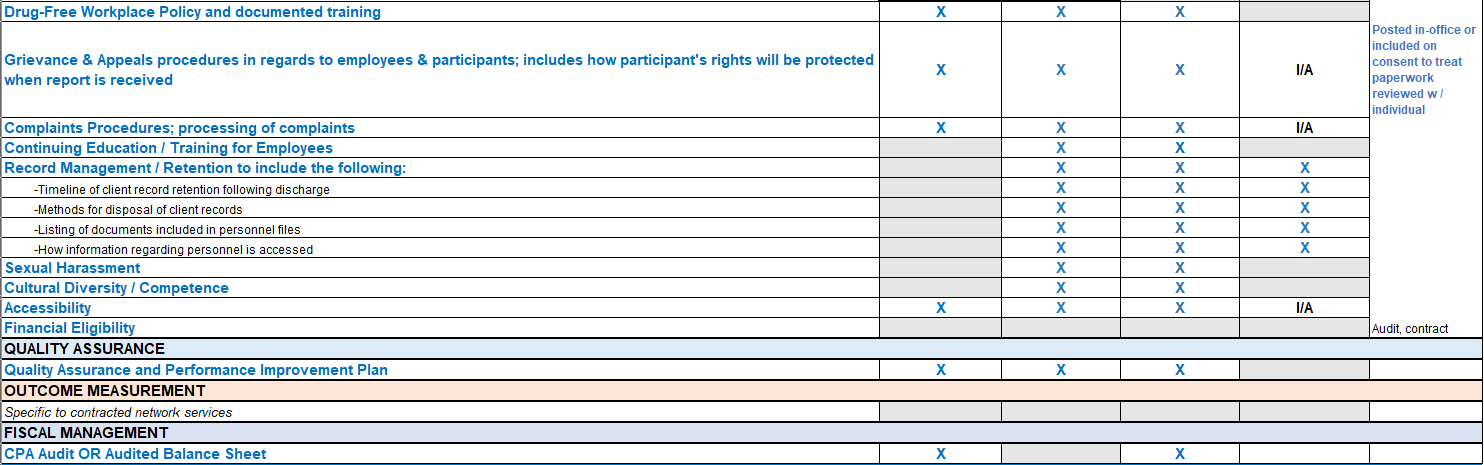 Drug-Free Workplace Policy and documented training X X X
Posted in-office or
included on
consent to treat
paperwork
reviewed w /
individual
Grievance & Appeals procedures in regards to employees & participants; includes how participant's rights will be protected
when report is received X X X I/A
Complaints Procedures; processing of complaints X X X I/A
Continuing Education / Training for Employees X X
Record Management / Retention to include the following: X X X
-Timeline of client record retention following discharge X X X
-Methods for disposal of client records X X X
-Listing of documents included in personnel files X X X
-How information regarding personnel is accessed X X X
Sexual Harassment X X
Cultural Diversity / Competence X X
Accessibility X X X I/A
Financial Eligibility Audit, contract
QUALITY ASSURANCE
Quality Assurance and Performance Improvement Plan X X X
OUTCOME MEASUREMENT
Specific to contracted network services
FISCAL MANAGEMENT
CPA Audit OR Audited Balance Sheet X X